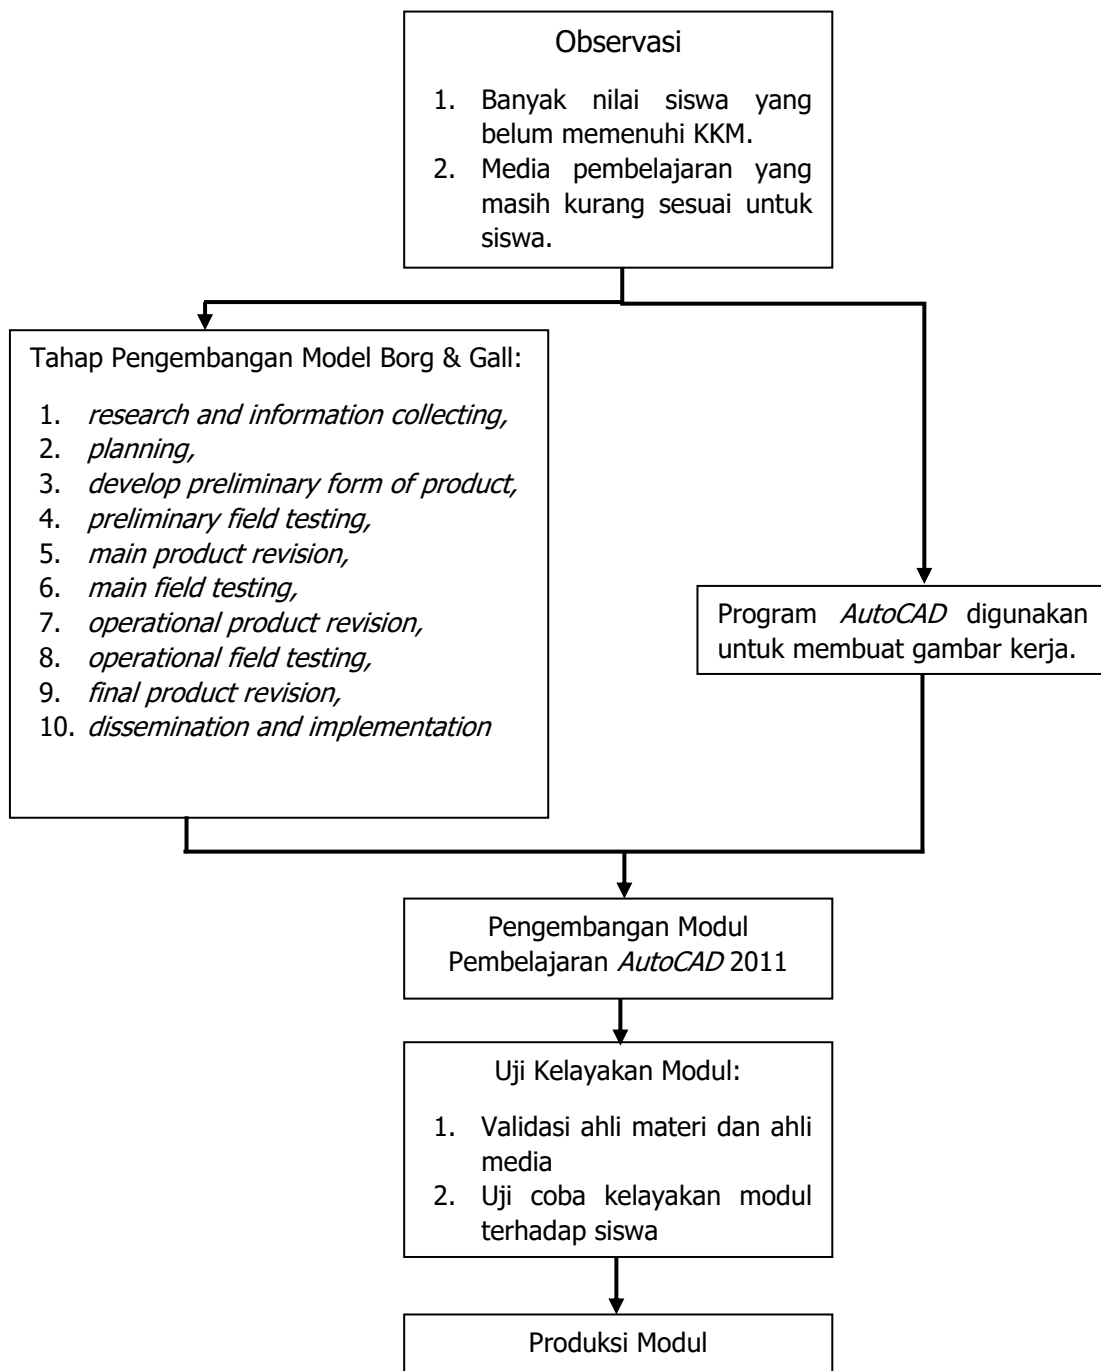 Observasi
1. Banyak nilai siswa yang
belum memenuhi KKM.
2. Media pembelajaran yang
masih kurang sesuai untuk
siswa.
Tahap Pengembangan Model Borg & Gall:
1. research and information collecting,
2. planning,
3. develop preliminary form of product,
4. preliminary field testing,
5. main product revision,
6. main field testing,
7. operational product revision,
8. operational field testing,
9. final product revision,
10. dissemination and implementation
Program AutoCAD digunakan
untuk membuat gambar kerja.
Pengembangan Modul
Pembelajaran AutoCAD 2011
Uji Kelayakan Modul:
1. Validasi ahli materi dan ahli
media
2. Uji coba kelayakan modul
terhadap siswa
Produksi Modul